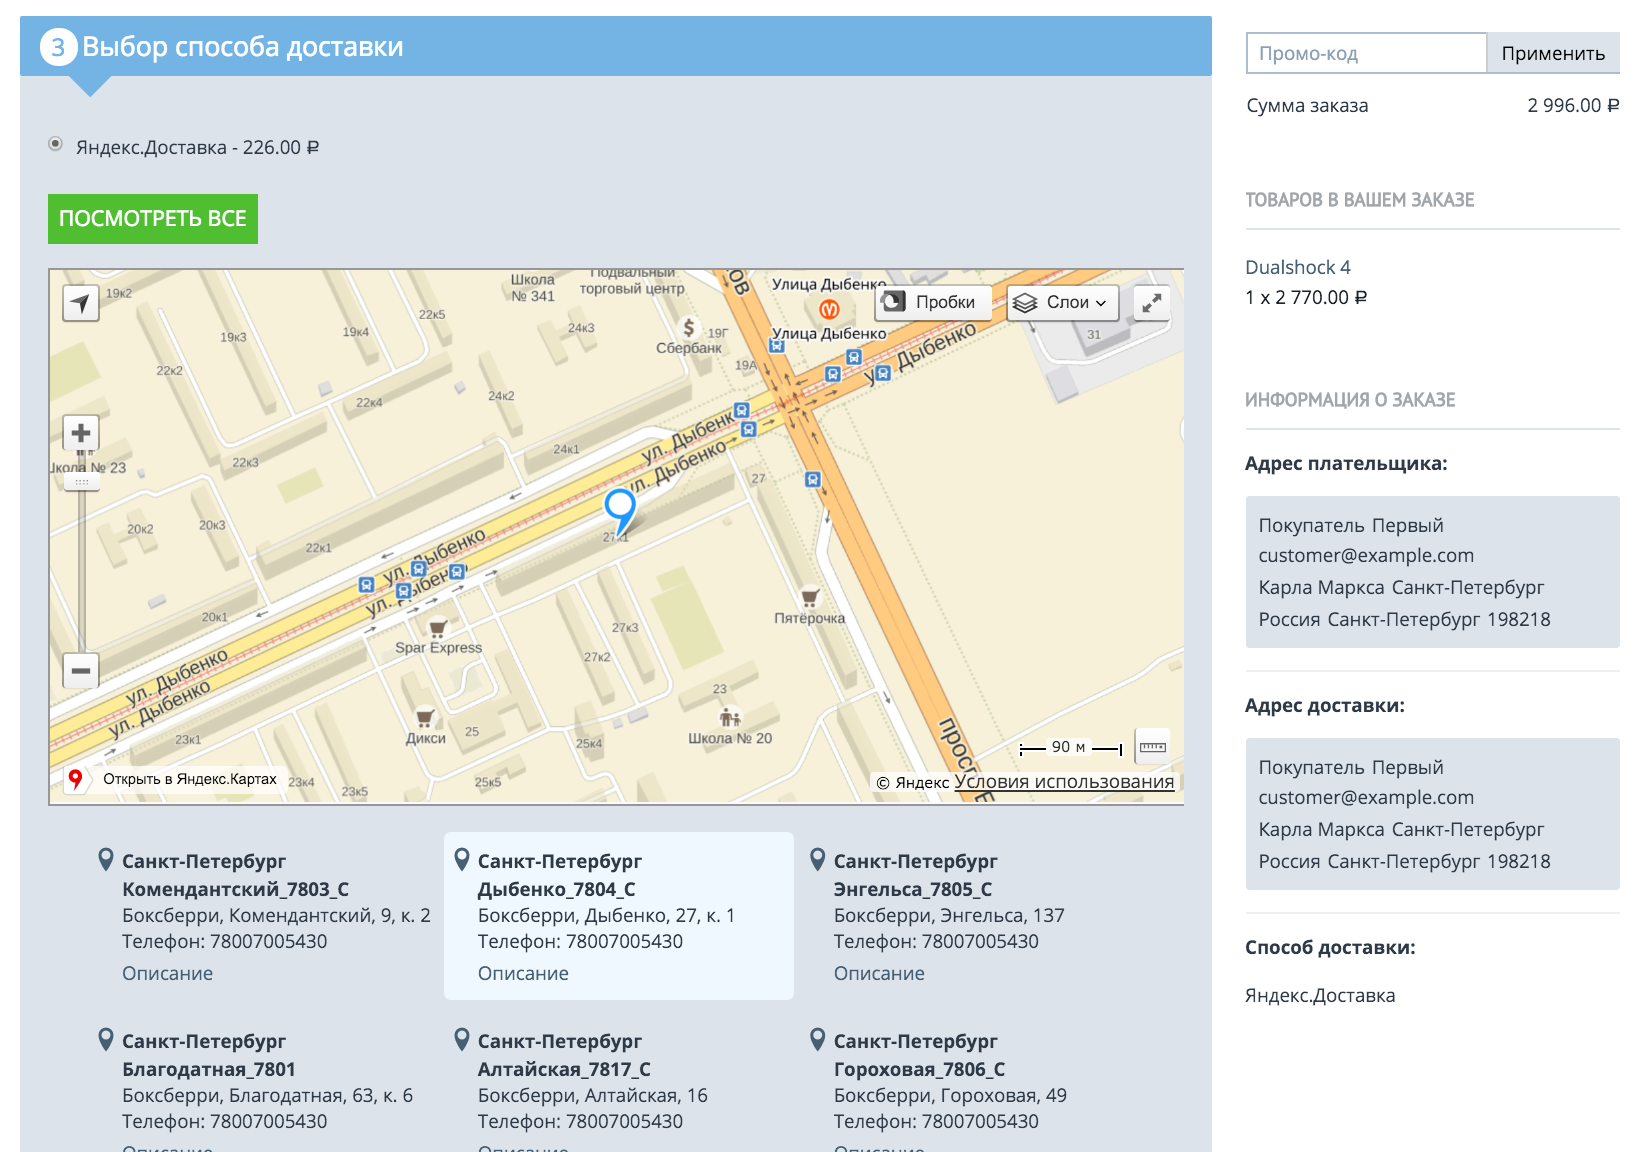 3 Выбор способа доставки
Яндекс.Доставка - 226.00 ₽
ПОСМОТРЕТЬ ВСЕ
19к2
Школа
№ 341
Подвальный
торговый центр
Улица Дыбенко
Пробки
Слои
22к5
19к3
19к4
24к3
19Г
Сбербанк
Улица Дыбенко
31
ул. Дыбенко
19А
22к2
22к4
24к2
ул. Дыбенко
ул. Дыбенко
24к1
Школа № 23
22к3
27
20к2
20к3
22к1
27к1
ул. Дыбенко
ул. Дыбенко
20к1
Пятёрочка
27к3
Spar Express
27к2
ул. Дыбенко
ул. Дыбенко
23
23к1
Дикси
25
25к4
Школа № 20
90 м
Открыть в Яндекс.Картах
23к4
23к5
25к5
© Яндекс Условия использования
Санкт-Петербург
Комендантский_7803_С
Боксберри, Комендантский, 9, к. 2
Телефон: 78007005430
Описание
Санкт-Петербург
Дыбенко_7804_С
Боксберри, Дыбенко, 27, к. 1
Телефон: 78007005430
Описание
Санкт-Петербург
Энгельса_7805_С
Боксберри, Энгельса, 137
Телефон: 78007005430
Описание
Санкт-Петербург
Благодатная_7801
Боксберри, Благодатная, 63, к. 6
Телефон: 78007005430
Описание
Санкт-Петербург
Алтайская_7817_С
Боксберри, Алтайская, 16
Телефон: 78007005430
Описание
Санкт-Петербург
Гороховая_7806_С
Боксберри, Гороховая, 49
Телефон: 78007005430
Описание
Промо-код
Применить
Сумма заказа 2 996.00 ₽
ТОВАРОВ В ВАШЕМ ЗАКАЗЕ
Dualshock 4
1 x 2 770.00 ₽
ИНФОРМАЦИЯ О ЗАКАЗЕ
Адрес плательщика:
Покупатель Первый
customer@example.com
Карла Маркса Санкт-Петербург
Россия Санкт-Петербург 198218
Адрес доставки:
Покупатель Первый
customer@example.com
Карла Маркса Санкт-Петербург
Россия Санкт-Петербург 198218
Способ доставки:
Яндекс.Доставка